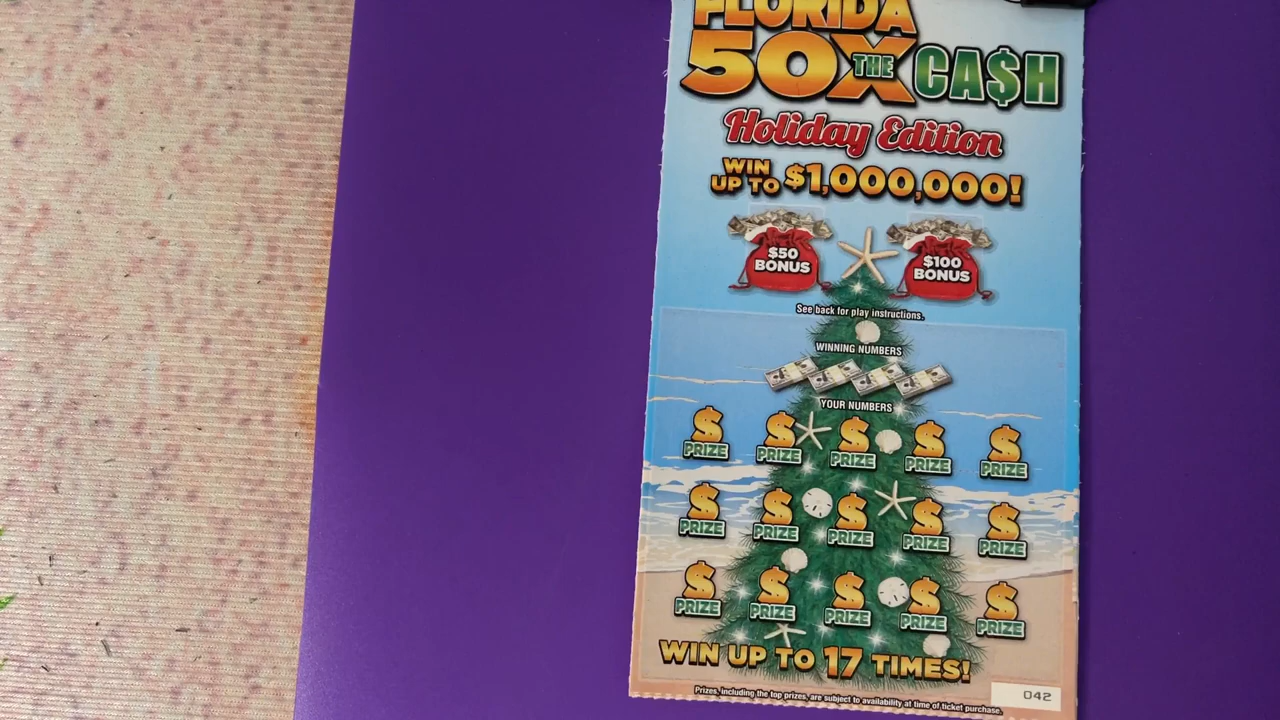 FLORIDA
50X THE CA$H
Holiday Edition
WIN UP TO $1,000,000!
$50 BONUS
$100 BONUS
See back for play instructions.
WINNING NUMBERS
YOUR NUMBERS
$ $ $ $ $
PRIZE PRIZE PRIZE PRIZE PRIZE
$ $ $ $ $
PRIZE PRIZE PRIZE PRIZE PRIZE
$ $ $ $ $
PRIZE PRIZE PRIZE PRIZE PRIZE
WIN UP TO 17 TIMES!
Prizes, including the top prizes, are subject to availability at time of ticket purchase.
042